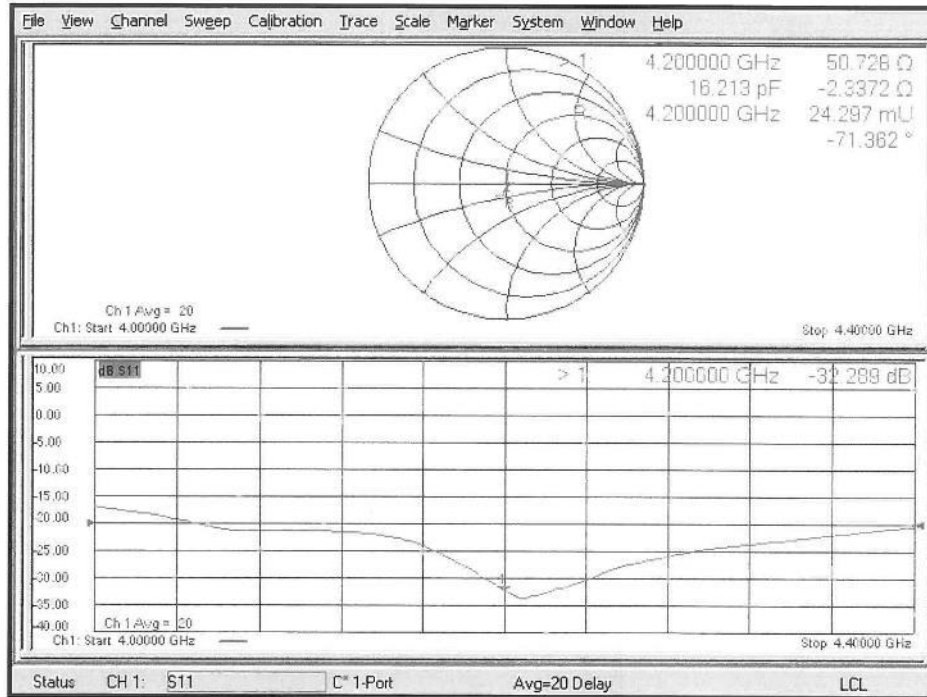 File View Channel Sweep Calibration Trace Scale Marker System Window Help
> 1 4.200000 GHz 50.728 Ω
16.213 pF -2.3372 Ω
4.200000 GHz 24.297 mU
-71.362 °
Ch 1 Avg = 20
Ch1: Start 4.00000 GHz Stop 4.40000 GHz
10.00 dB S11 > 1 4.200000 GHz -32.289 dB
5.00
0.00
-5.00
-10.00
-15.00
-20.00
-25.00
-30.00 1
-35.00
-40.00 Ch 1 Avg = 20
Ch1: Start 4.00000 GHz Stop 4.40000 GHz
Status CH 1: S11 C* 1-Port Avg=20 Delay LCL